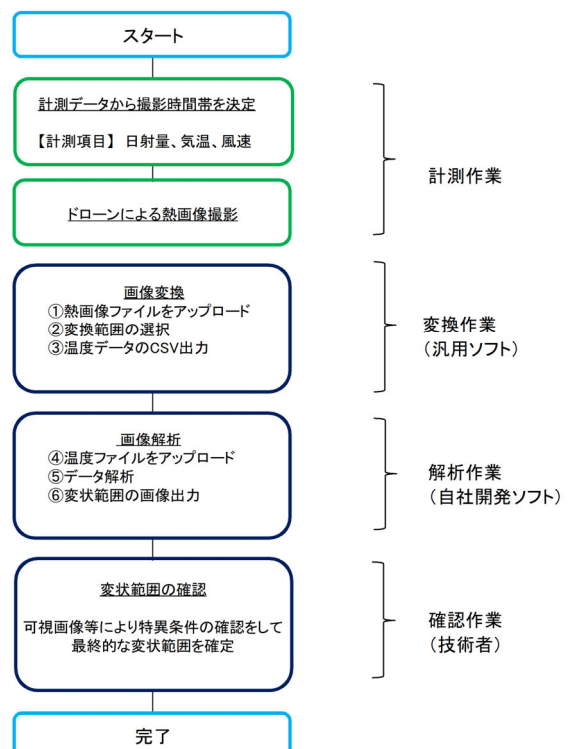 スタート
計測データから撮影時間帯を決定
【計測項目】 日射量、気温、風速
ドローンによる熱画像撮影
計測作業
画像変換
①熱画像ファイルをアップロード
②変換範囲の選択
③温度データのCSV出力
変換作業
（汎用ソフト）
画像解析
④温度ファイルをアップロード
⑤データ解析
⑥変状範囲の画像出力
解析作業
（自社開発ソフト）
変状範囲の確認
可視画像等により特異条件の確認をして
最終的な変状範囲を確定
確認作業
（技術者）
完了